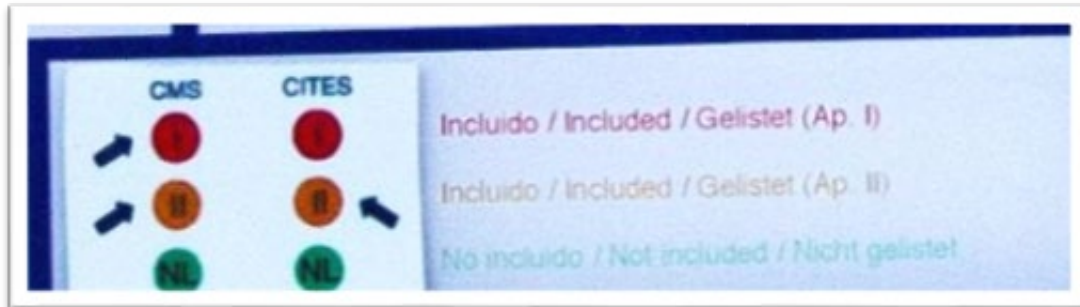 CMS CITES
I I Incluido / Included / Gelistet (Ap. I)
II II Incluido / Included / Gelistet (Ap. II)
NL NL No incluido / Not included / Nicht gelistet